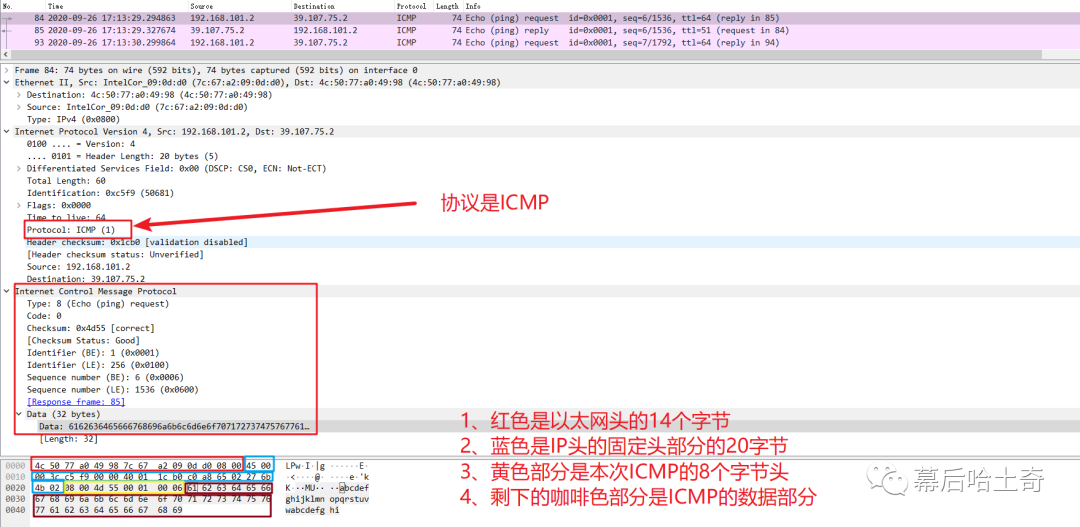 No. Time Source Destination Protocol Length Info
84 2020-09-26 17:13:29.294863 192.168.101.2 39.107.75.2 ICMP 74 Echo (ping) request id=0x0001, seq=6/1536, ttl=64 (reply in 85)
85 2020-09-26 17:13:29.327674 39.107.75.2 192.168.101.2 ICMP 74 Echo (ping) reply id=0x0001, seq=6/1536, ttl=51 (request in 84)
93 2020-09-26 17:13:30.299864 192.168.101.2 39.107.75.2 ICMP 74 Echo (ping) request id=0x0001, seq=7/1792, ttl=64 (reply in 94)
Frame 84: 74 bytes on wire (592 bits), 74 bytes captured (592 bits) on interface 0
Ethernet II, Src: IntelCor_09:0d:d0 (7c:67:a2:09:0d:d0), Dst: 4c:50:77:a0:49:98 (4c:50:77:a0:49:98)
Destination: 4c:50:77:a0:49:98 (4c:50:77:a0:49:98)
Source: IntelCor_09:0d:d0 (7c:67:a2:09:0d:d0)
Type: IPv4 (0x0800)
Internet Protocol Version 4, Src: 192.168.101.2, Dst: 39.107.75.2
0100 .... = Version: 4
.... 0101 = Header Length: 20 bytes (5)
Differentiated Services Field: 0x00 (DSCP: CS0, ECN: Not-ECT)
Total Length: 60
Identification: 0xc5f9 (50681)
Flags: 0x0000
Time to live: 64
Protocol: ICMP (1)
协议是ICMP
Header checksum: 0x1cb0 [validation disabled]
[Header checksum status: Unverified]
Source: 192.168.101.2
Destination: 39.107.75.2
Internet Control Message Protocol
Type: 8 (Echo (ping) request)
Code: 0
Checksum: 0x4d55 [correct]
[Checksum Status: Good]
Identifier (BE): 1 (0x0001)
Identifier (LE): 256 (0x0100)
Sequence number (BE): 6 (0x0006)
Sequence number (LE): 1536 (0x0600)
[Response frame: 85]
Data (32 bytes)
Data: 6162636465666768696a6b6c6d6e6f707172737475767761…
[Length: 32]
1、红色是以太网头的14个字节
2、蓝色是IP头的固定头部分的20字节
3、黄色部分是本次ICMP的8个字节头
4、剩下的咖啡色部分是ICMP的数据部分
0000 4c 50 77 a0 49 98 7c 67 a2 09 0d d0 08 00 45 00 LPw·I·|g ······E·
0010 00 3c c5 f9 00 00 40 01 1c b0 c0 a8 65 02 27 6b ·<····@· ····e·'k
0020 4b 02 08 00 4d 55 00 01 00 06 61 62 63 64 65 66 K···MU·· ··abcdef
0030 67 68 69 6a 6b 6c 6d 6e 6f 70 71 72 73 74 75 76 ghijklmn opqrstuv
0040 77 61 62 63 64 65 66 67 68 69 wabcdefg hi
幕后哈士奇